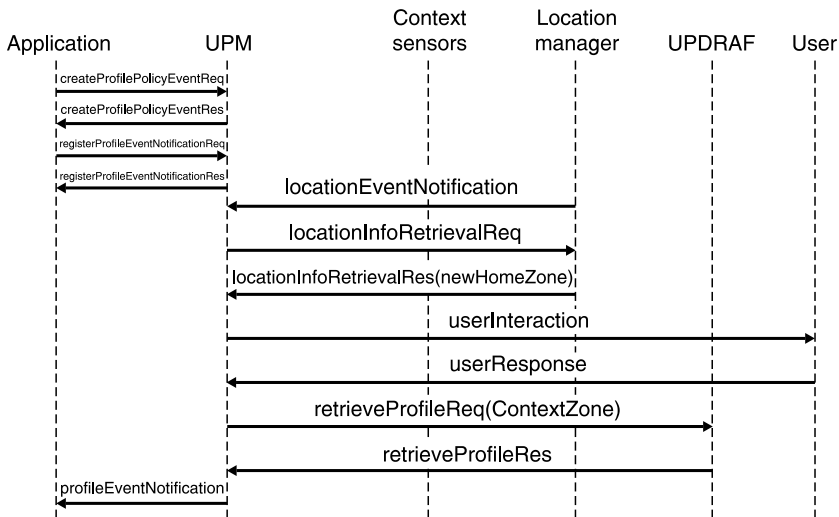 Application
UPM
Context
sensors
Location
manager
UPDRAF
User
createProfilePolicyEventReq
createProfilePolicyEventRes
registerProfileEventNotificationReq
registerProfileEventNotificationRes
locationEventNotification
locationInfoRetrievalReq
locationInfoRetrievalRes(newHomeZone)
userInteraction
userResponse
retrieveProfileReq(ContextZone)
retrieveProfileRes
profileEventNotification